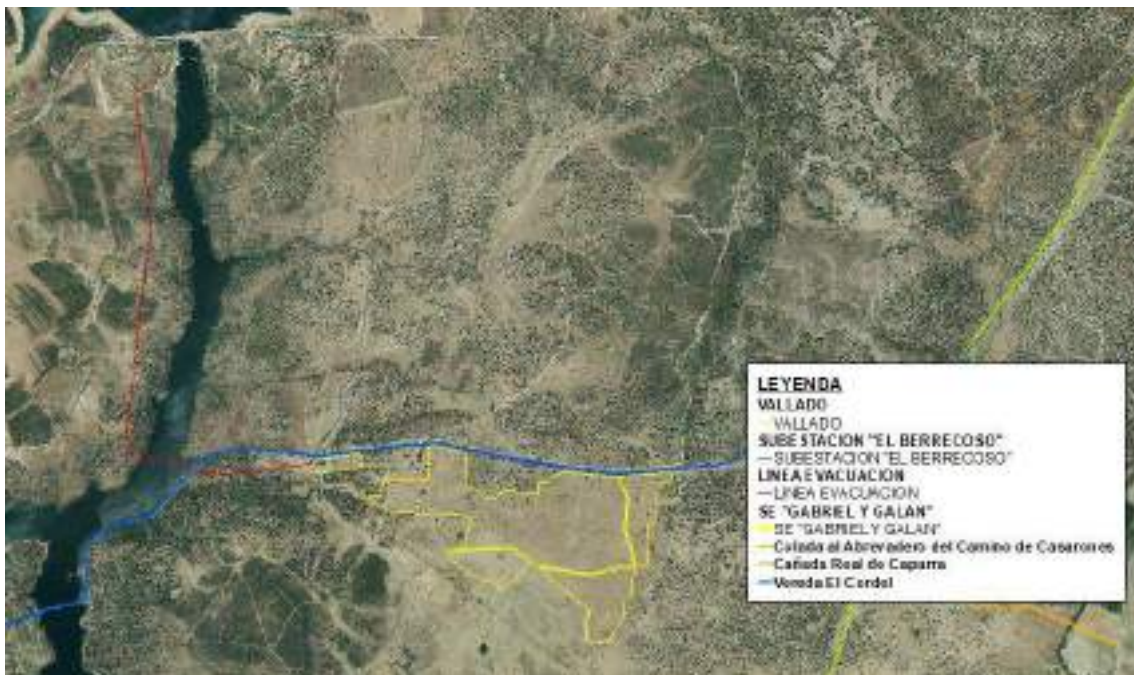 LEYENDA
VALLADO
VALLADO
SUBESTACION "EL BERRECOSO"
SUBESTACION "EL BERRECOSO"
LINEA EVACUACION
LINEA EVACUACION
SE "GABRIEL Y GALAN"
SE "GABRIEL Y GALAN"
Colada al Abrevadero del Camino de Casarones
Cañada Real de Caparra
Vereda El Cordel